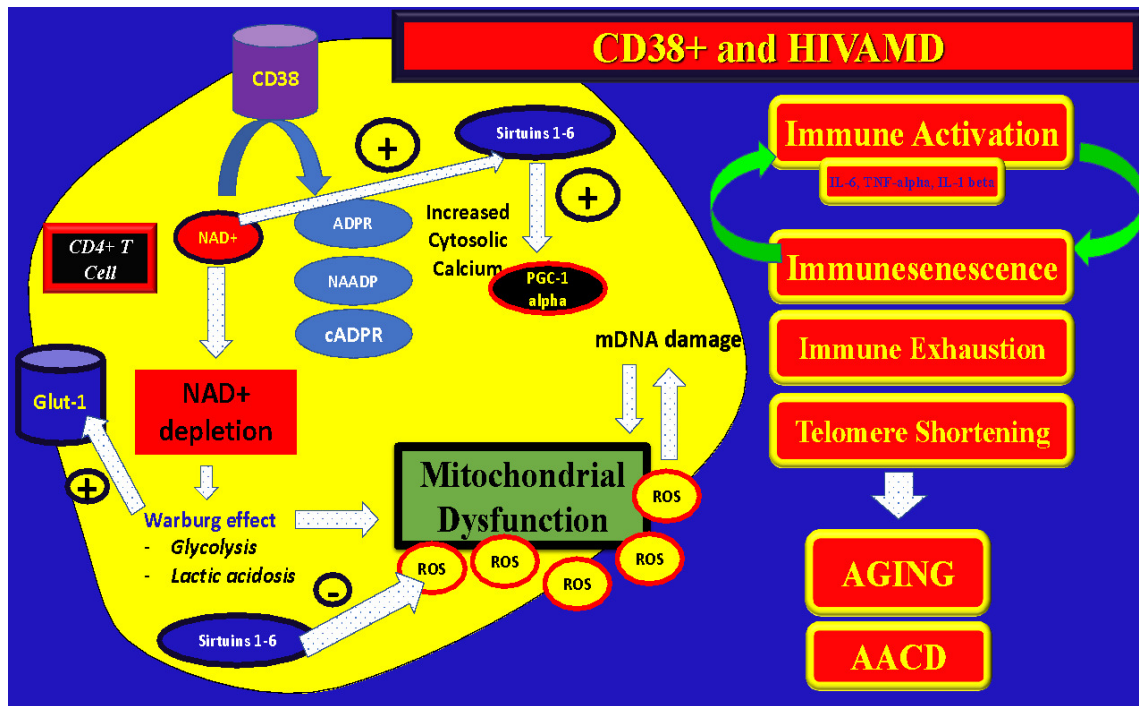 CD38+ and HIVAMD
CD38
Sirtuins 1-6
+
+
NAD+
ADPR
NAADP
cADPR
Increased
Cytosolic
Calcium
PGC-1
alpha
CD4+ T
Cell
Glut-1
+
NAD+
depletion
Warburg effect
- Glycolysis
- Lactic acidosis
-
Sirtuins 1-6
mDNA damage
Mitochondrial
Dysfunction
ROS
ROS
ROS
ROS
ROS
Immune Activation
IL-6, TNF-alpha, IL-1 beta
Immunesenescence
Immune Exhaustion
Telomere Shortening
AGING
AACD